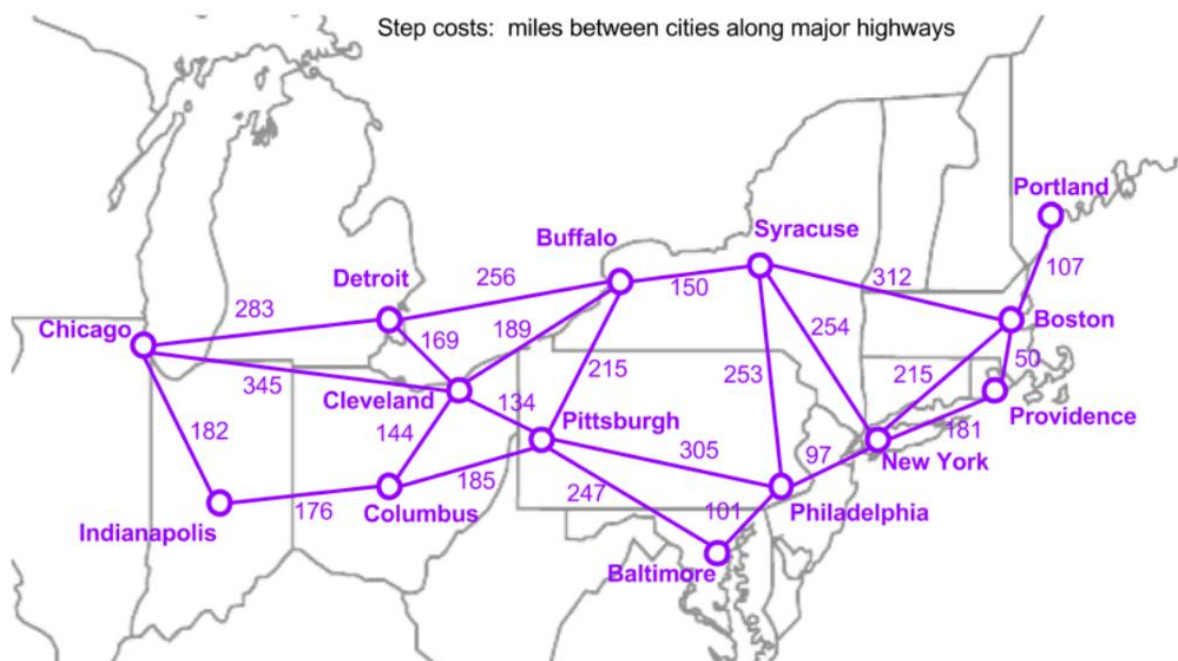 Step costs:  miles between cities along major highways
Portland
Syracuse
Buffalo
107
Detroit
256
150
312
283
Chicago
169
189
254
Boston
345
215
253
215
50
Cleveland
134
Providence
182
144
Pittsburgh
181
305
97
New York
185
247
176
Columbus
101
Philadelphia
Indianapolis
Baltimore